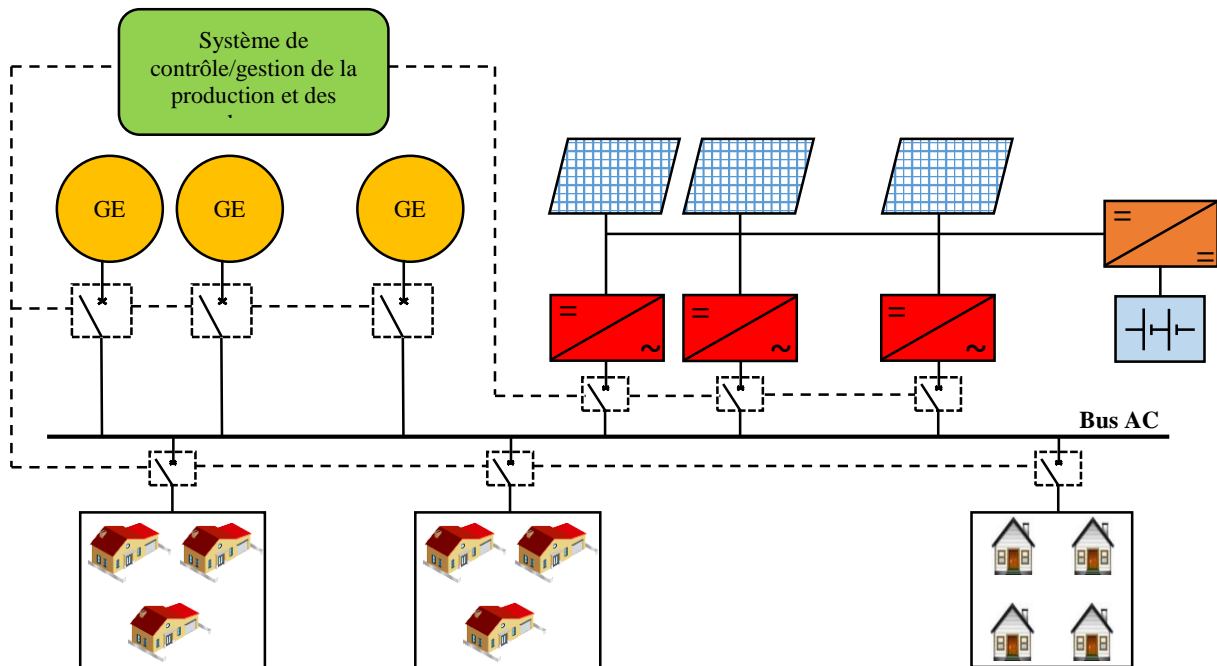 Système de
contrôle/gestion de la
production et des
GE
GE
GE
Bus AC